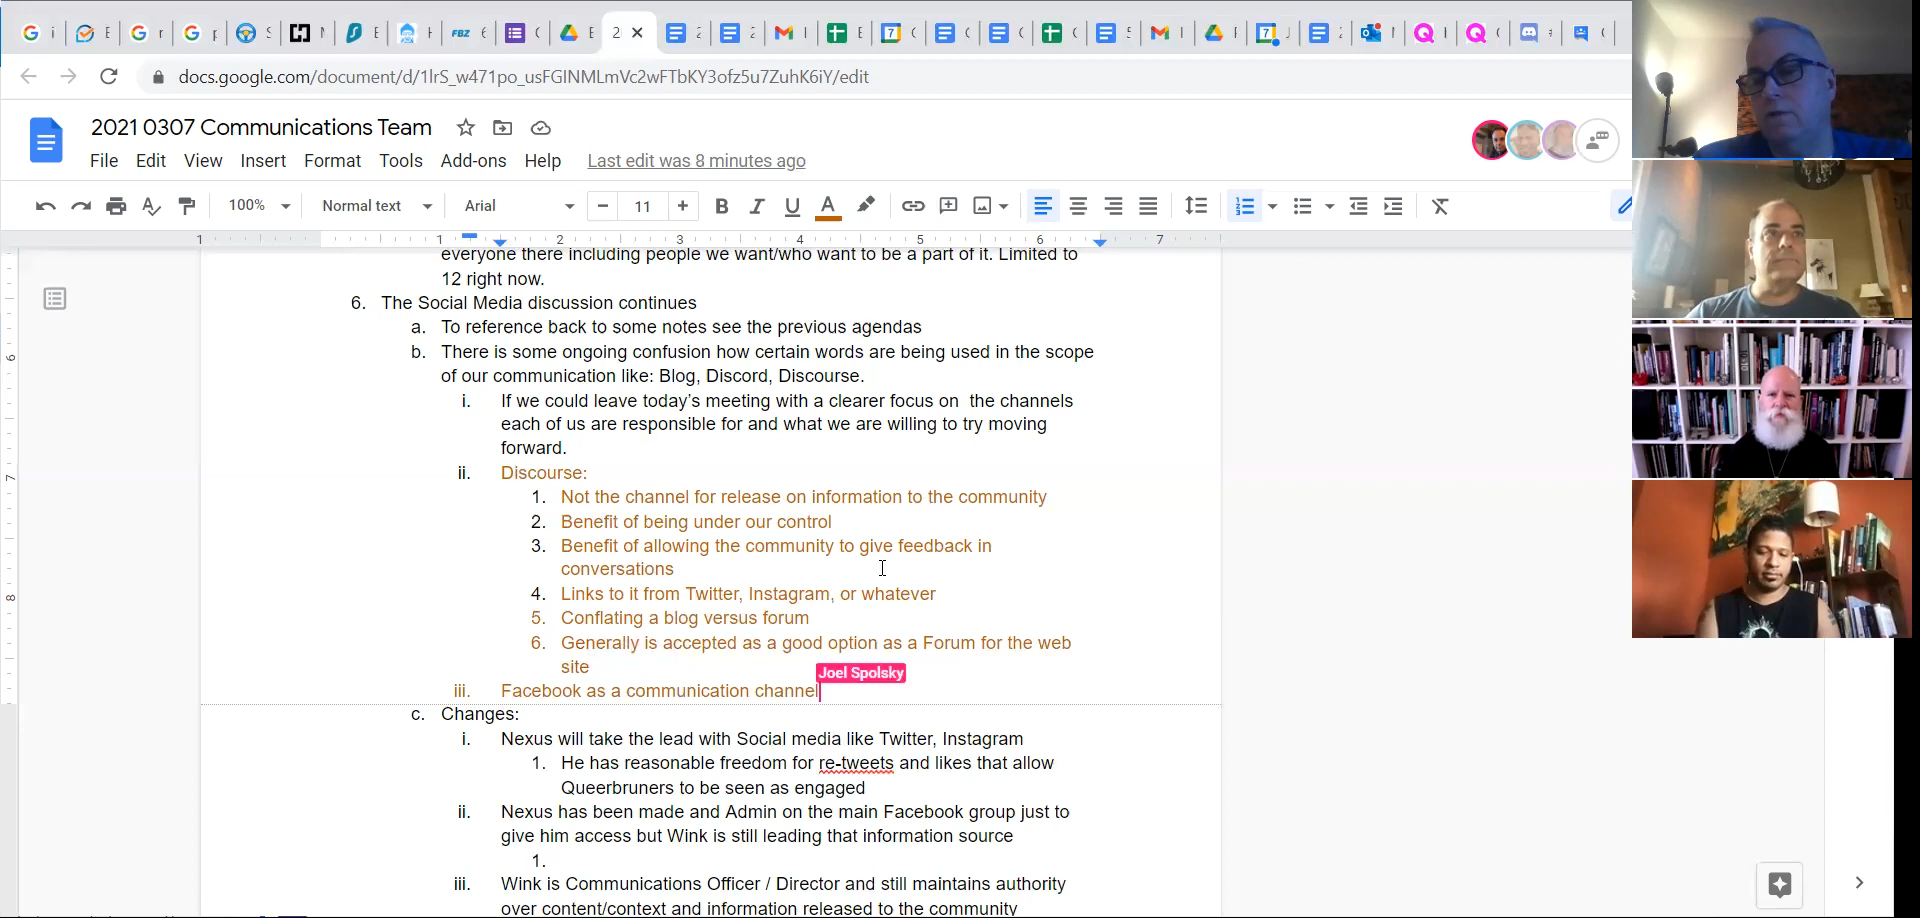 FBZ
2
docs.google.com/document/d/1lrS_w471po_usFGINMLmVc2wFTbKY3ofz5u7ZuhK6iY/edit
2021 0307 Communications Team
File Edit View Insert Format Tools Add-ons Help Last edit was 8 minutes ago
100% Normal text Arial 11
1 1 2 3 4 5 6 7
everyone there including people we want/who want to be a part of it. Limited to
12 right now.
6. The Social Media discussion continues
a. To reference back to some notes see the previous agendas
b. There is some ongoing confusion how certain words are being used in the scope
of our communication like: Blog, Discord, Discourse.
i. If we could leave today's meeting with a clearer focus on the channels
each of us are responsible for and what we are willing to try moving
forward.
ii. Discourse:
1. Not the channel for release on information to the community
2. Benefit of being under our control
3. Benefit of allowing the community to give feedback in
conversations
4. Links to it from Twitter, Instagram, or whatever
5. Conflating a blog versus forum
6. Generally is accepted as a good option as a Forum for the web
site
Joel Spolsky
iii. Facebook as a communication channel
c. Changes:
i. Nexus will take the lead with Social media like Twitter, Instagram
1. He has reasonable freedom for re-tweets and likes that allow
Queerbruners to be seen as engaged
ii. Nexus has been made and Admin on the main Facebook group just to
give him access but Wink is still leading that information source
1.
iii. Wink is Communications Officer / Director and still maintains authority
over content/context and information released to the community